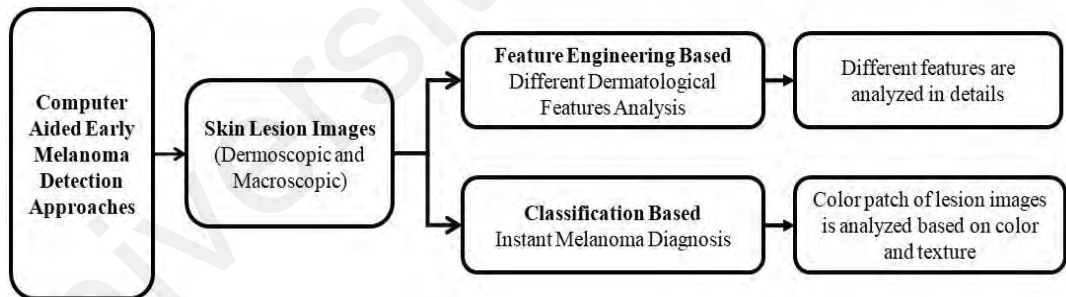 Computer
Aided Early
Melanoma
Detection
Approaches
Skin Lesion Images
(Dermoscopic and
Macroscopic)
Feature Engineering Based
Different Dermatological
Features Analysis
Different features are
analyzed in details
Classification Based
Instant Melanoma Diagnosis
Color patch of lesion images
is analyzed based on color
and texture